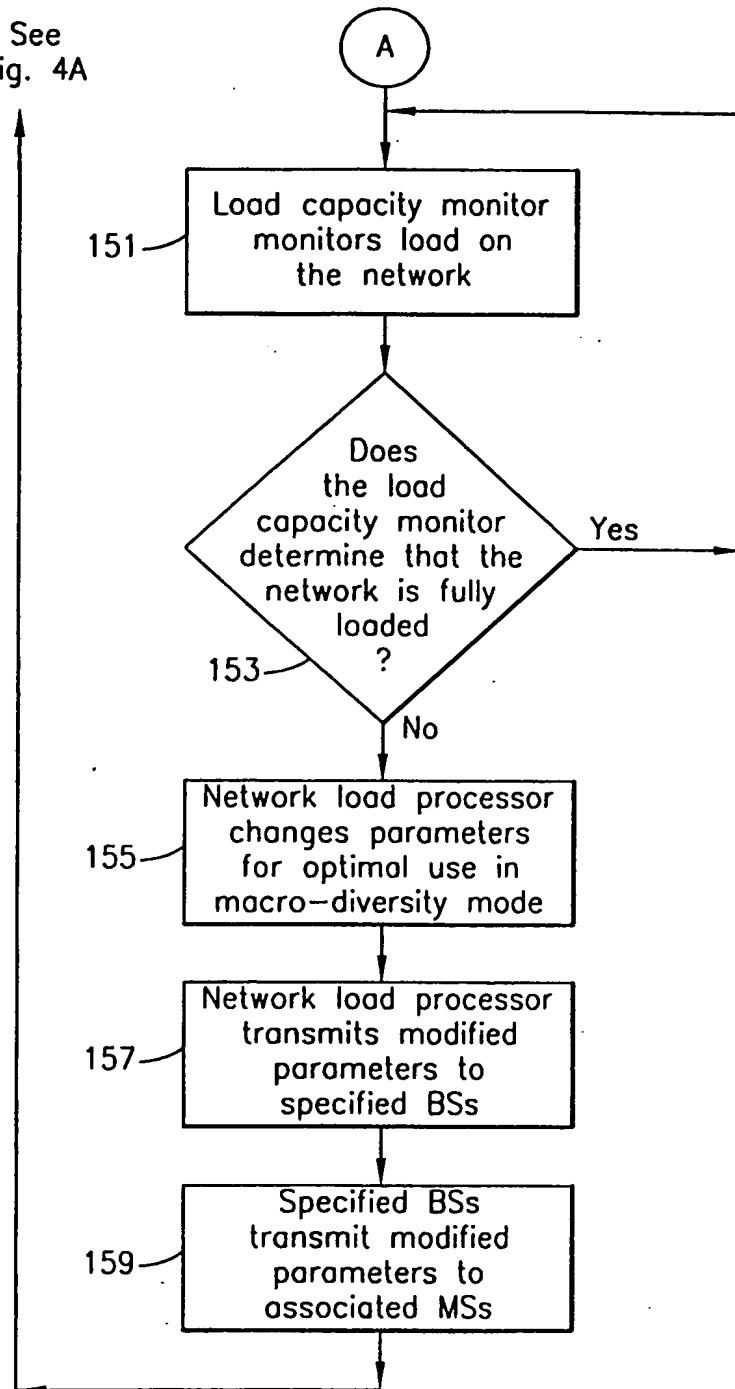 See
ig. 4A
A
151
Load capacity monitor
monitors load on
the network
Does
the load
capacity monitor
determine that the
network is fully
loaded
?
153
Yes
No
155
Network load processor
changes parameters
for optimal use in
macro-diversity mode
157
Network load processor
transmits modified
parameters to
specified BSs
159
Specified BSs
transmit modified
parameters to
associated MSs